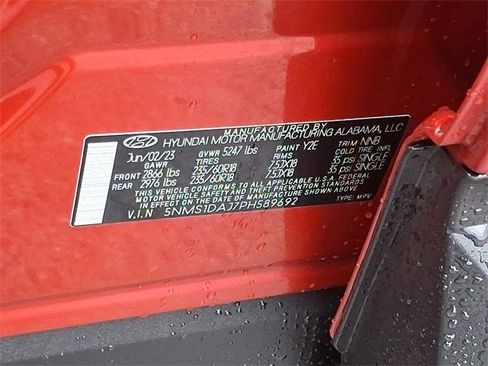 MANUFACTURED BY
HYUNDAI MOTOR MANUFACTURING ALABAMA, LLC
Jun/02/23 GVWR 5247 lbs PAINT Y2E TRIM NNB
GAWR TIRES RIMS COLD TIRE INF.
FRONT 2866 lbs 235/60R18 7.5JX18 35 psi SINGLE
REAR 2976 lbs 235/60R18 7.5JX18 35 psi SINGLE
THIS VEHICLE CONFORMS TO ALL APPLICABLE U.S.A. FEDERAL
MOTOR VEHICLE SAFETY, BUMPER, AND THEFT PREVENTION
STANDARDS IN EFFECT ON THE DATE OF MANUFACTURE SHOWN ABOVE.
V.I.N 5NMS1DAJ7PH589692 TYPE: MPV